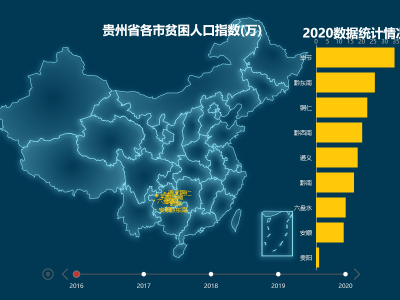 贵州省各市贫困人口指数(万)
2020数据统计情况
0 5 10 15 20 25 30 35
毕节
黔东南
铜仁
黔西南
遵义
黔南
六盘水
安顺
贵阳
2016 2017 2018 2019 2020